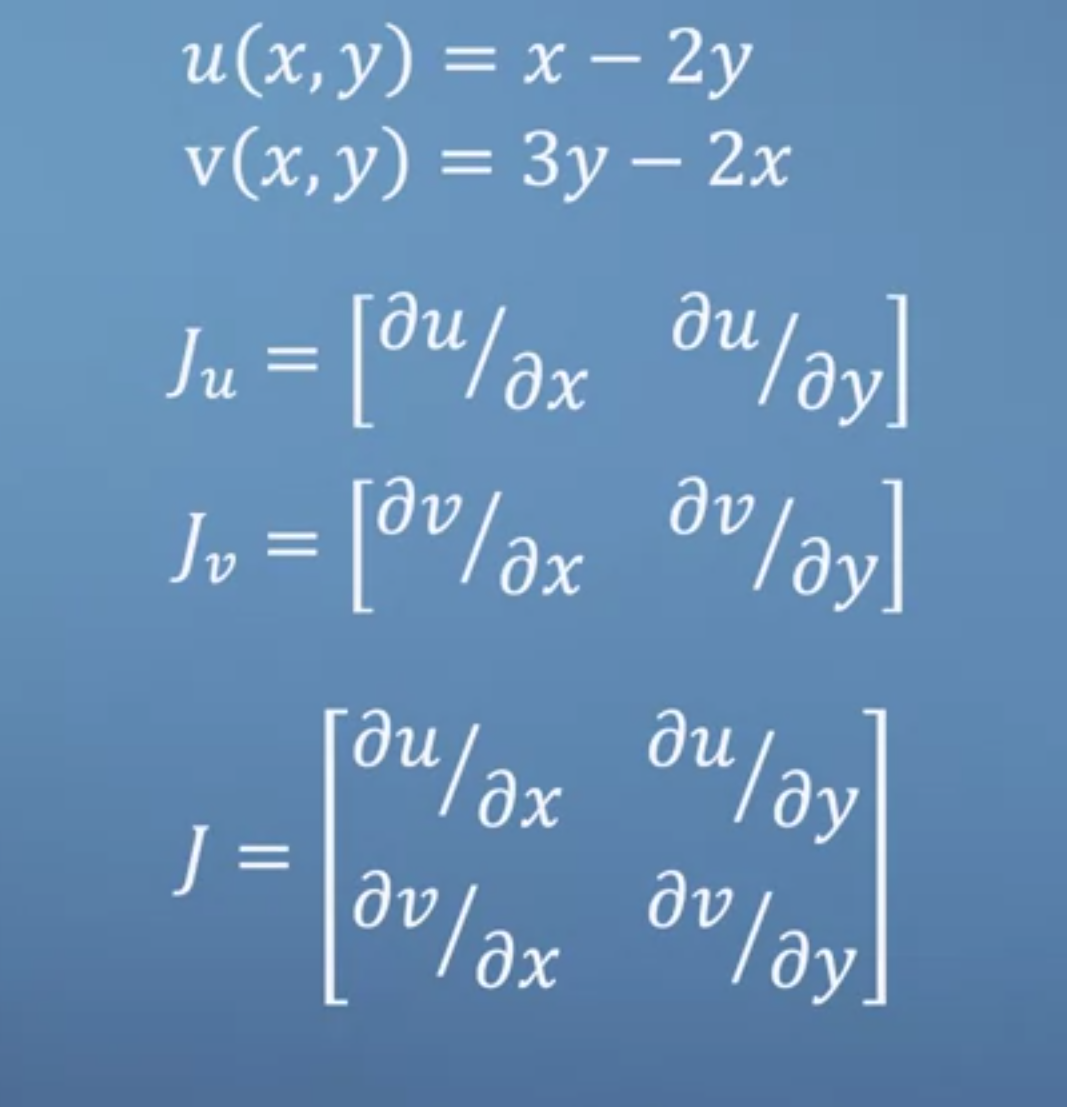 u(x, y) = x − 2y
v(x, y) = 3y − 2x
J_u = [∂u/∂x ∂u/∂y]
J_v = [∂v/∂x ∂v/∂y]
J = [∂u/∂x ∂u/∂y
∂v/∂x ∂v/∂y]